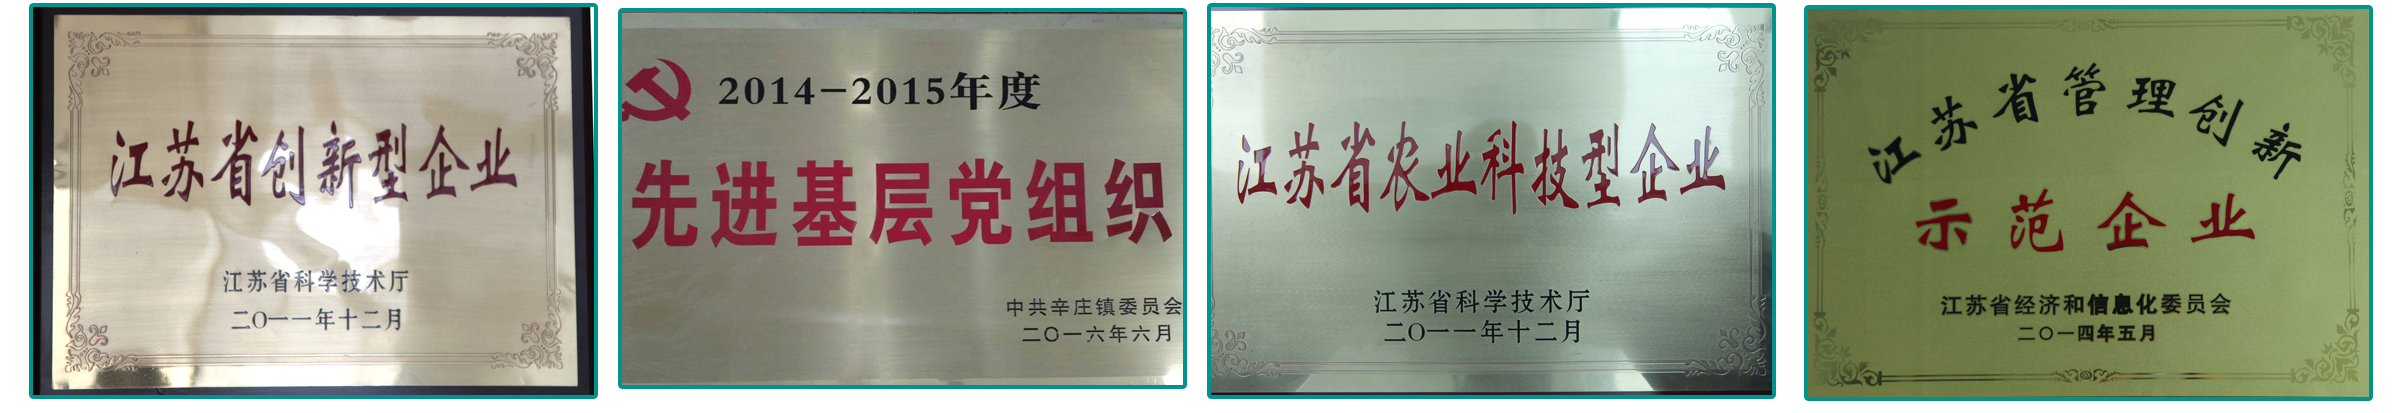 江苏省创新型企业
江苏省科学技术厅
二〇一一年十二月
2014-2015年度
先进基层党组织
中共辛庄镇委员会
二〇一六年六月
江苏省农业科技型企业
江苏省科学技术厅
二〇一一年十二月
江苏省管理创新
示范企业
江苏省经济和信息化委员会
二〇一四年五月